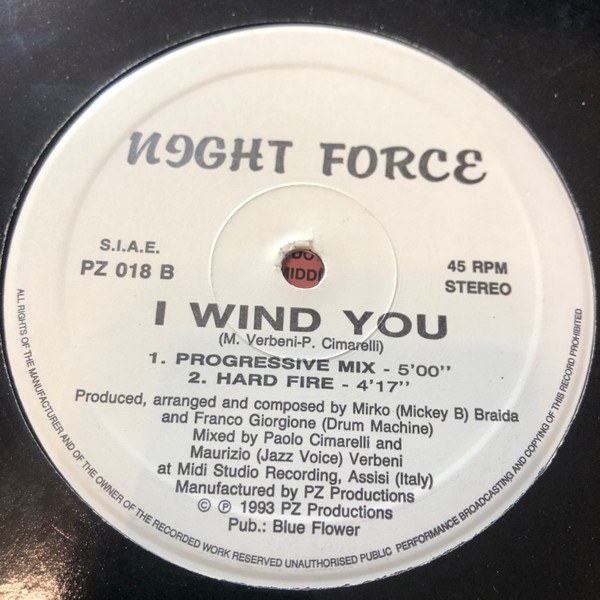 NIGHT FORCE
S.I.A.E.
PZ 018 B
45 RPM
STEREO
I WIND YOU
(M. Verbeni-P. Cimarelli)
1. PROGRESSIVE MIX - 5'00''
2. HARD FIRE - 4'17''
Produced, arranged and composed by Mirko (Mickey B) Braida
and Franco Giorgione (Drum Machine)
Mixed by Paolo Cimarelli and
Maurizio (Jazz Voice) Verbeni
at Midi Studio Recording, Assisi (Italy)
Manufactured by PZ Productions
© ℗ 1993 PZ Productions
Pub.: Blue Flower
ALL RIGHTS OF THE MANUFACTURER AND OF THE OWNER OF THE RECORDED WORK RESERVED UNAUTHORISED PUBLIC PERFORMANCE BROADCASTING AND COPYING OF THIS RECORD PROHIBITED